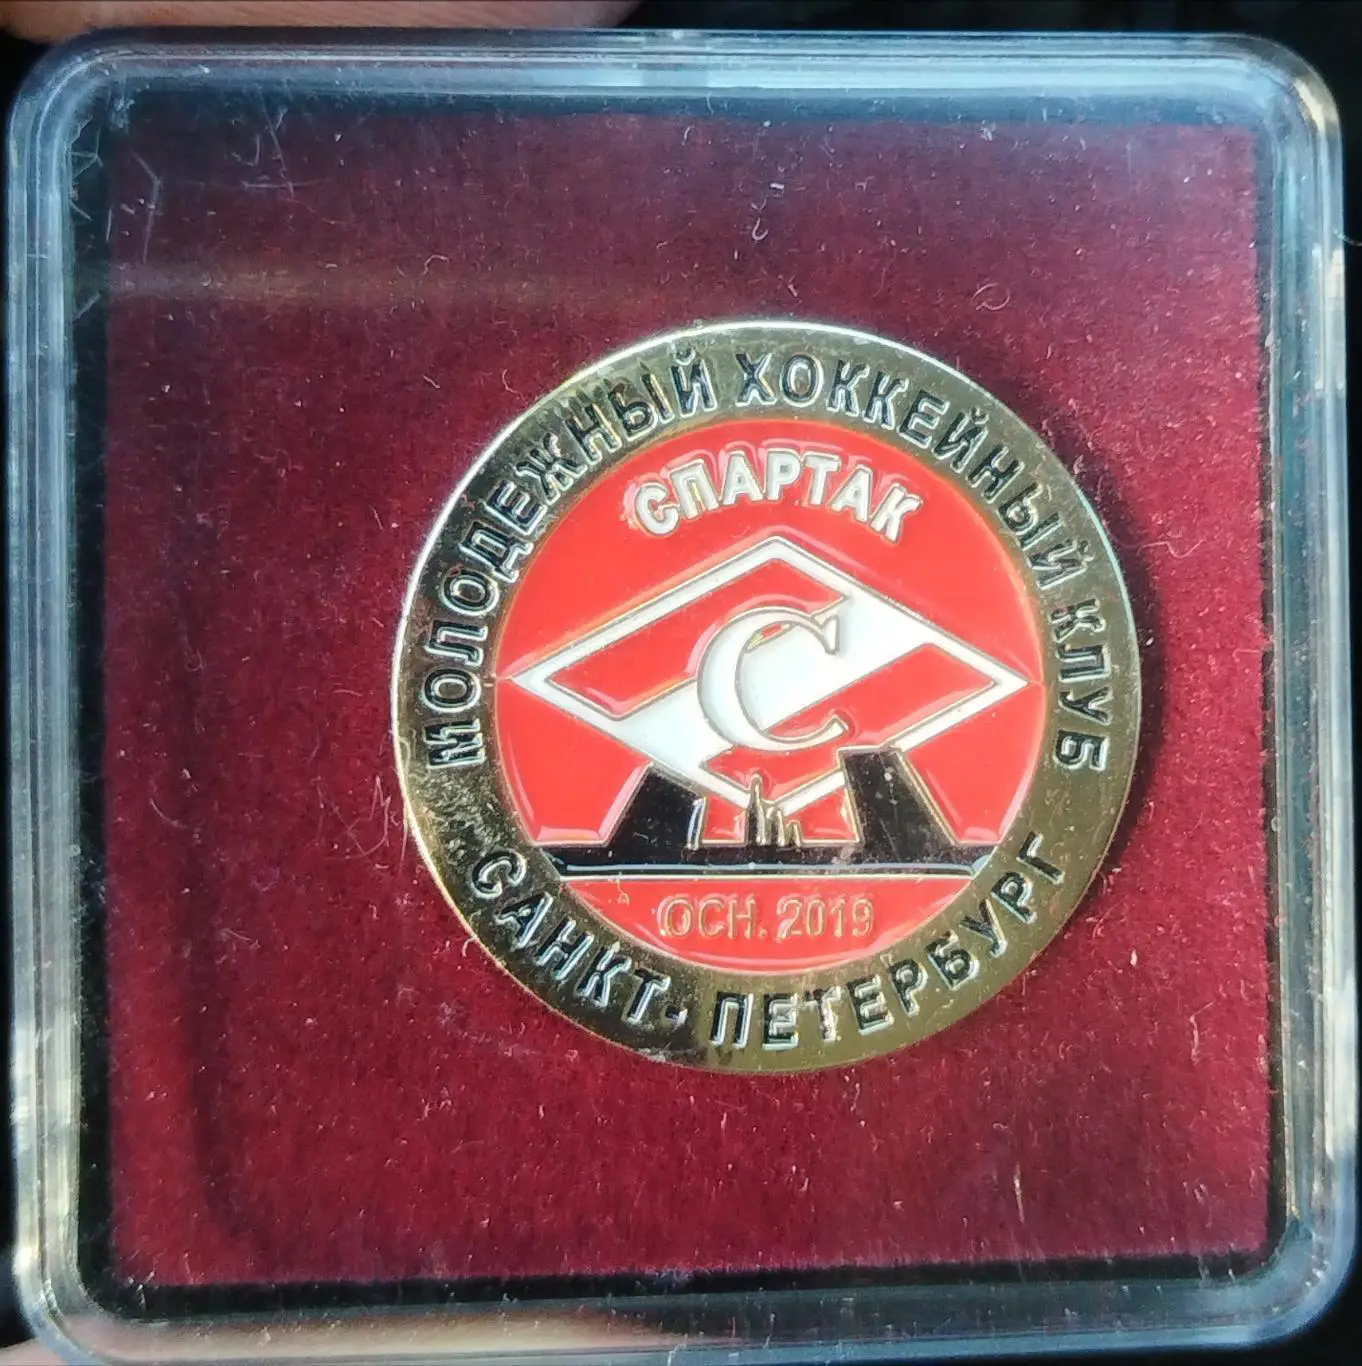 МОЛОДЕЖНЫЙ ХОККЕЙНЫЙ КЛУБ
СПАРТАК
С
ОСН. 2019
САНКТ-ПЕТЕРБУРГ